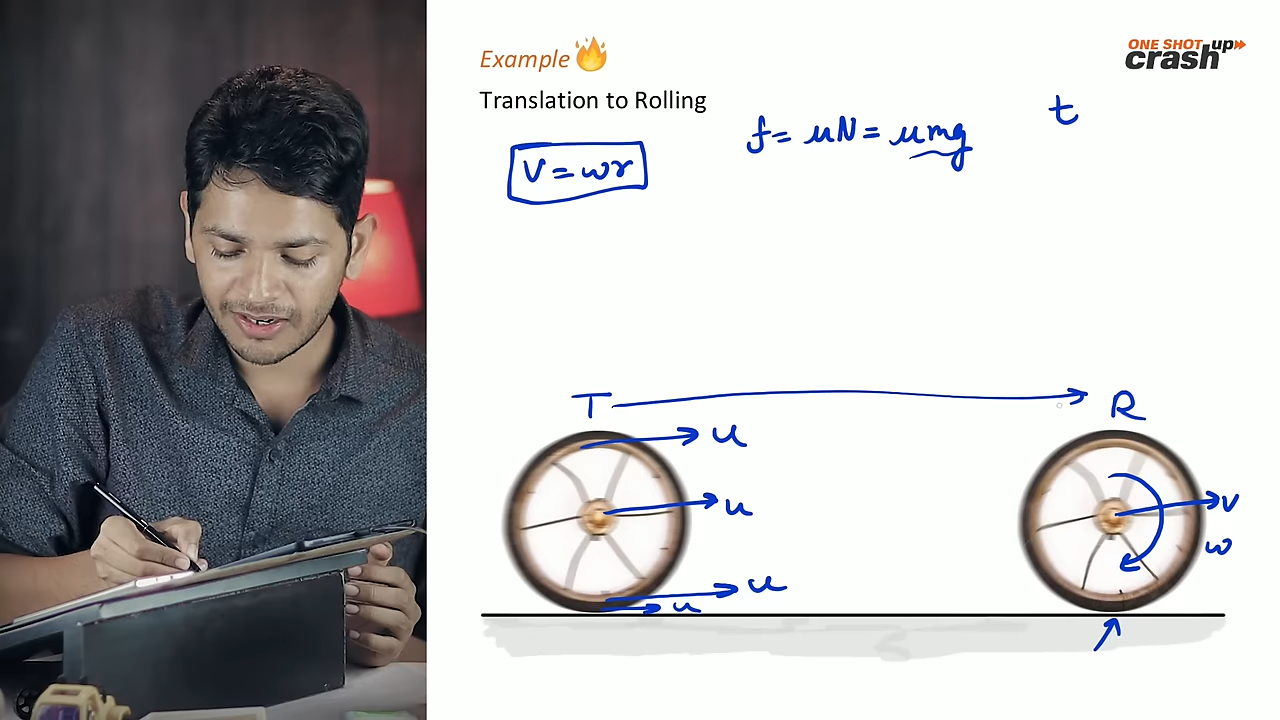 Example
ONE SHOT
crash up
Translation to Rolling
t
f = μN = μmg
v = ωr
T
R
u
u
v
ω
u
u